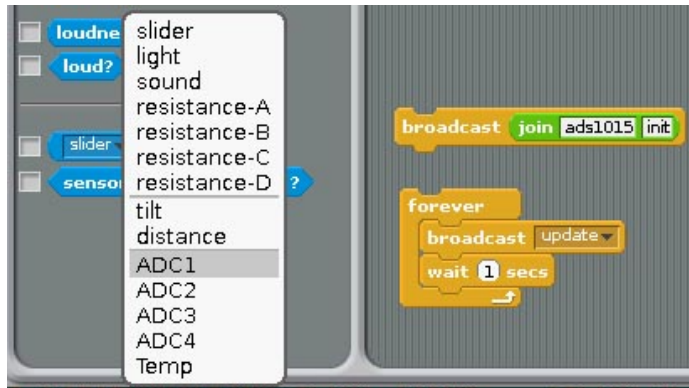 loudne
loud?
slider
senso
?
slider
light
sound
resistance-A
resistance-B
resistance-C
resistance-D
tilt
distance
ADC1
ADC2
ADC3
ADC4
Temp
broadcast join ads1015 init
forever
broadcast update
wait 1 secs